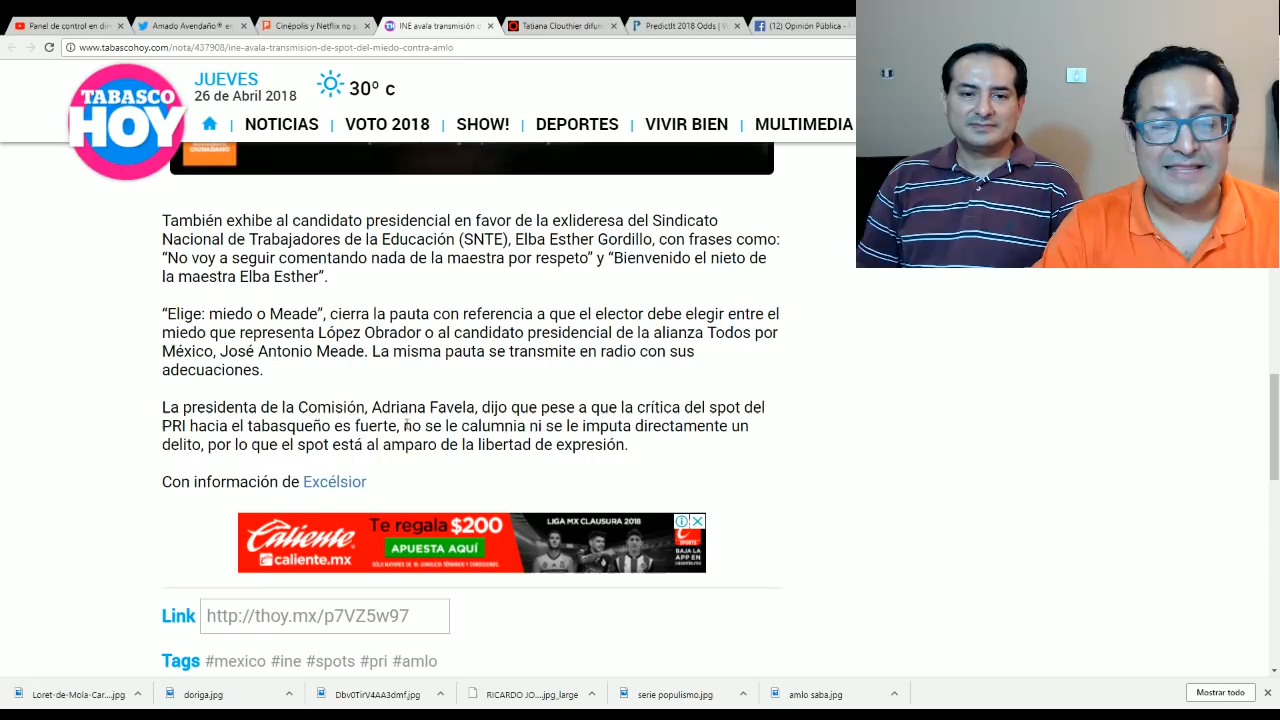 Panel de control en dir
Amado Avendaño® e
Cinépolis y Netflix no p
INE avala transmisión d
Tatiana Clouthier difun
PredictIt 2018 Odds | V
(12) Opinión Pública -
www.tabascohoy.com/nota/437908/ine-avala-transmision-de-spot-del-miedo-contra-amlo
TABASCO
HOY
JUEVES
26 de Abril 2018
30º c
NOTICIAS | VOTO 2018 | SHOW! | DEPORTES | VIVIR BIEN | MULTIMEDIA
CIUDADANO
También exhibe al candidato presidencial en favor de la exlideresa del Sindicato
Nacional de Trabajadores de la Educación (SNTE), Elba Esther Gordillo, con frases como:
“No voy a seguir comentando nada de la maestra por respeto” y “Bienvenido el nieto de
la maestra Elba Esther”.
“Elige: miedo o Meade”, cierra la pauta con referencia a que el elector debe elegir entre el
miedo que representa López Obrador o al candidato presidencial de la alianza Todos por
México, José Antonio Meade. La misma pauta se transmite en radio con sus
adecuaciones.
La presidenta de la Comisión, Adriana Favela, dijo que pese a que la crítica del spot del
PRI hacia el tabasqueño es fuerte, no se le calumnia ni se le imputa directamente un
delito, por lo que el spot está al amparo de la libertad de expresión.
Con información de Excélsior
Caliente
caliente.mx
Te regala $200
APUESTA AQUÍ
LIGA MX CLAUSURA 2018
SPORTS
BAJA LA
APP EN
caliente.mx
Link http://thoy.mx/p7VZ5w97
Tags #mexico #ine #spots #pri #amlo
Loret-de-Mola-Car....jpg
doriga.jpg
Dbv0TirV4AA3dmf.jpg
RICARDO JO....jpg_large
serie populismo.jpg
amlo saba.jpg
Mostrar todo